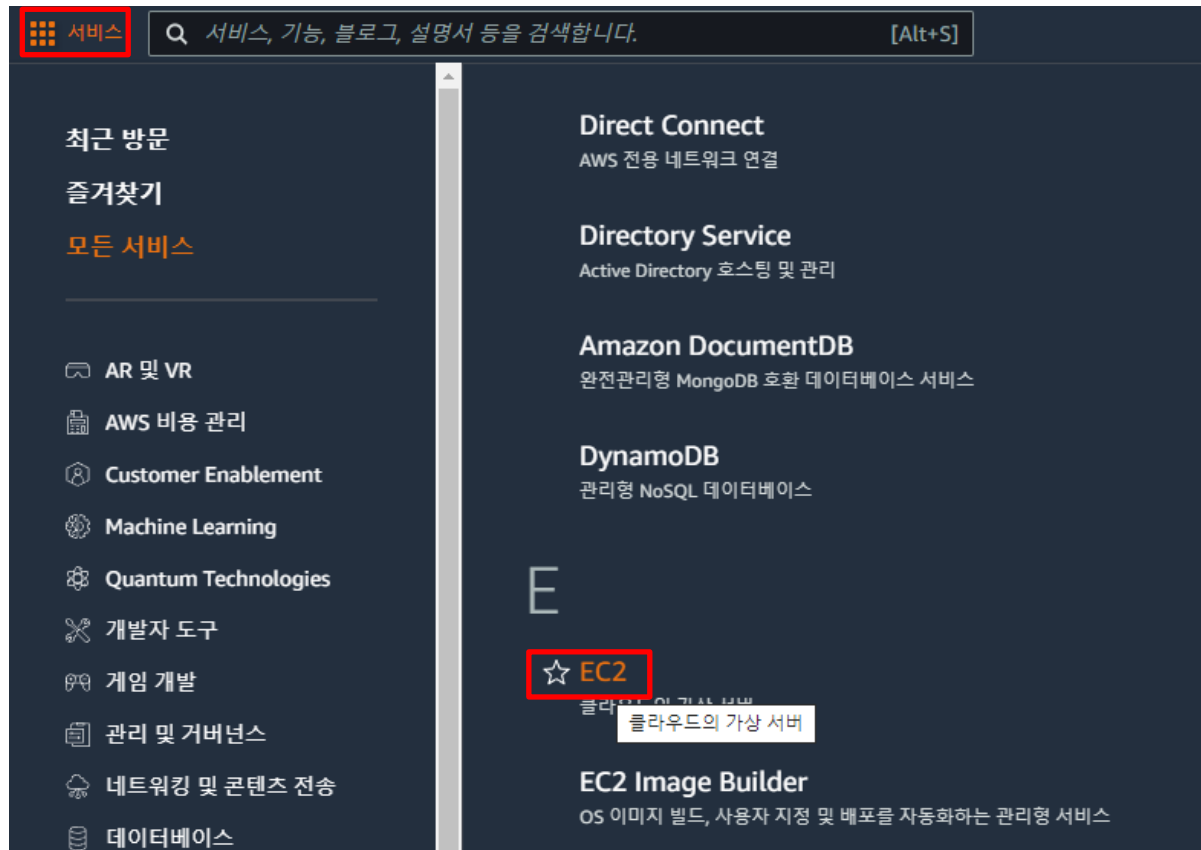 서비스
서비스, 기능, 블로그, 설명서 등을 검색합니다.
[Alt+S]
최근 방문
즐겨찾기
모든 서비스
AR 및 VR
AWS 비용 관리
Customer Enablement
Machine Learning
Quantum Technologies
개발자 도구
게임 개발
관리 및 거버넌스
네트워킹 및 콘텐츠 전송
데이터베이스
Direct Connect
AWS 전용 네트워크 연결
Directory Service
Active Directory 호스팅 및 관리
Amazon DocumentDB
완전관리형 MongoDB 호환 데이터베이스 서비스
DynamoDB
관리형 NoSQL 데이터베이스
E
EC2
클라우드의 가상 서버
클라우드의 가상 서버
EC2 Image Builder
OS 이미지 빌드, 사용자 지정 및 배포를 자동화하는 관리형 서비스